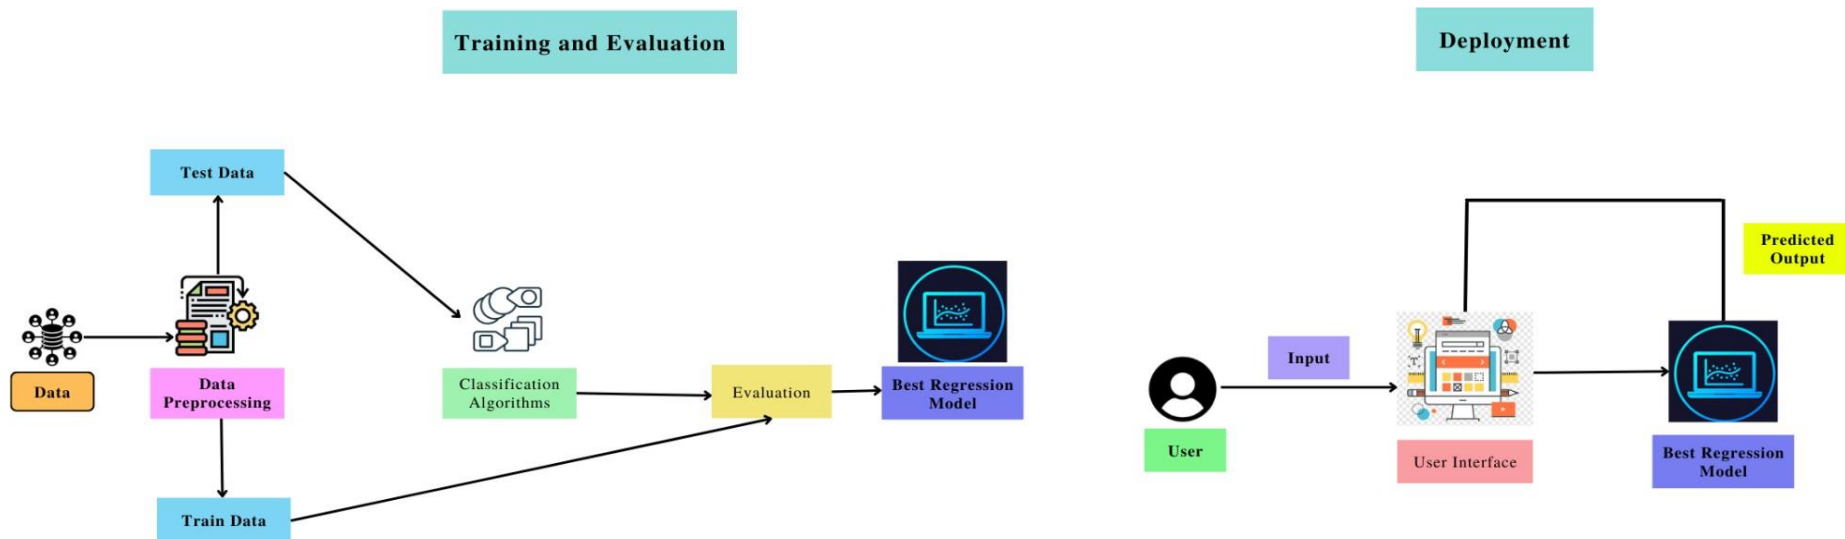 Training and Evaluation
Deployment
Test Data
Data
Data
Preprocessing
Classification
Algorithms
Evaluation
Best Regression
Model
Train Data
User
Input
User Interface
Predicted
Output
Best Regression
Model